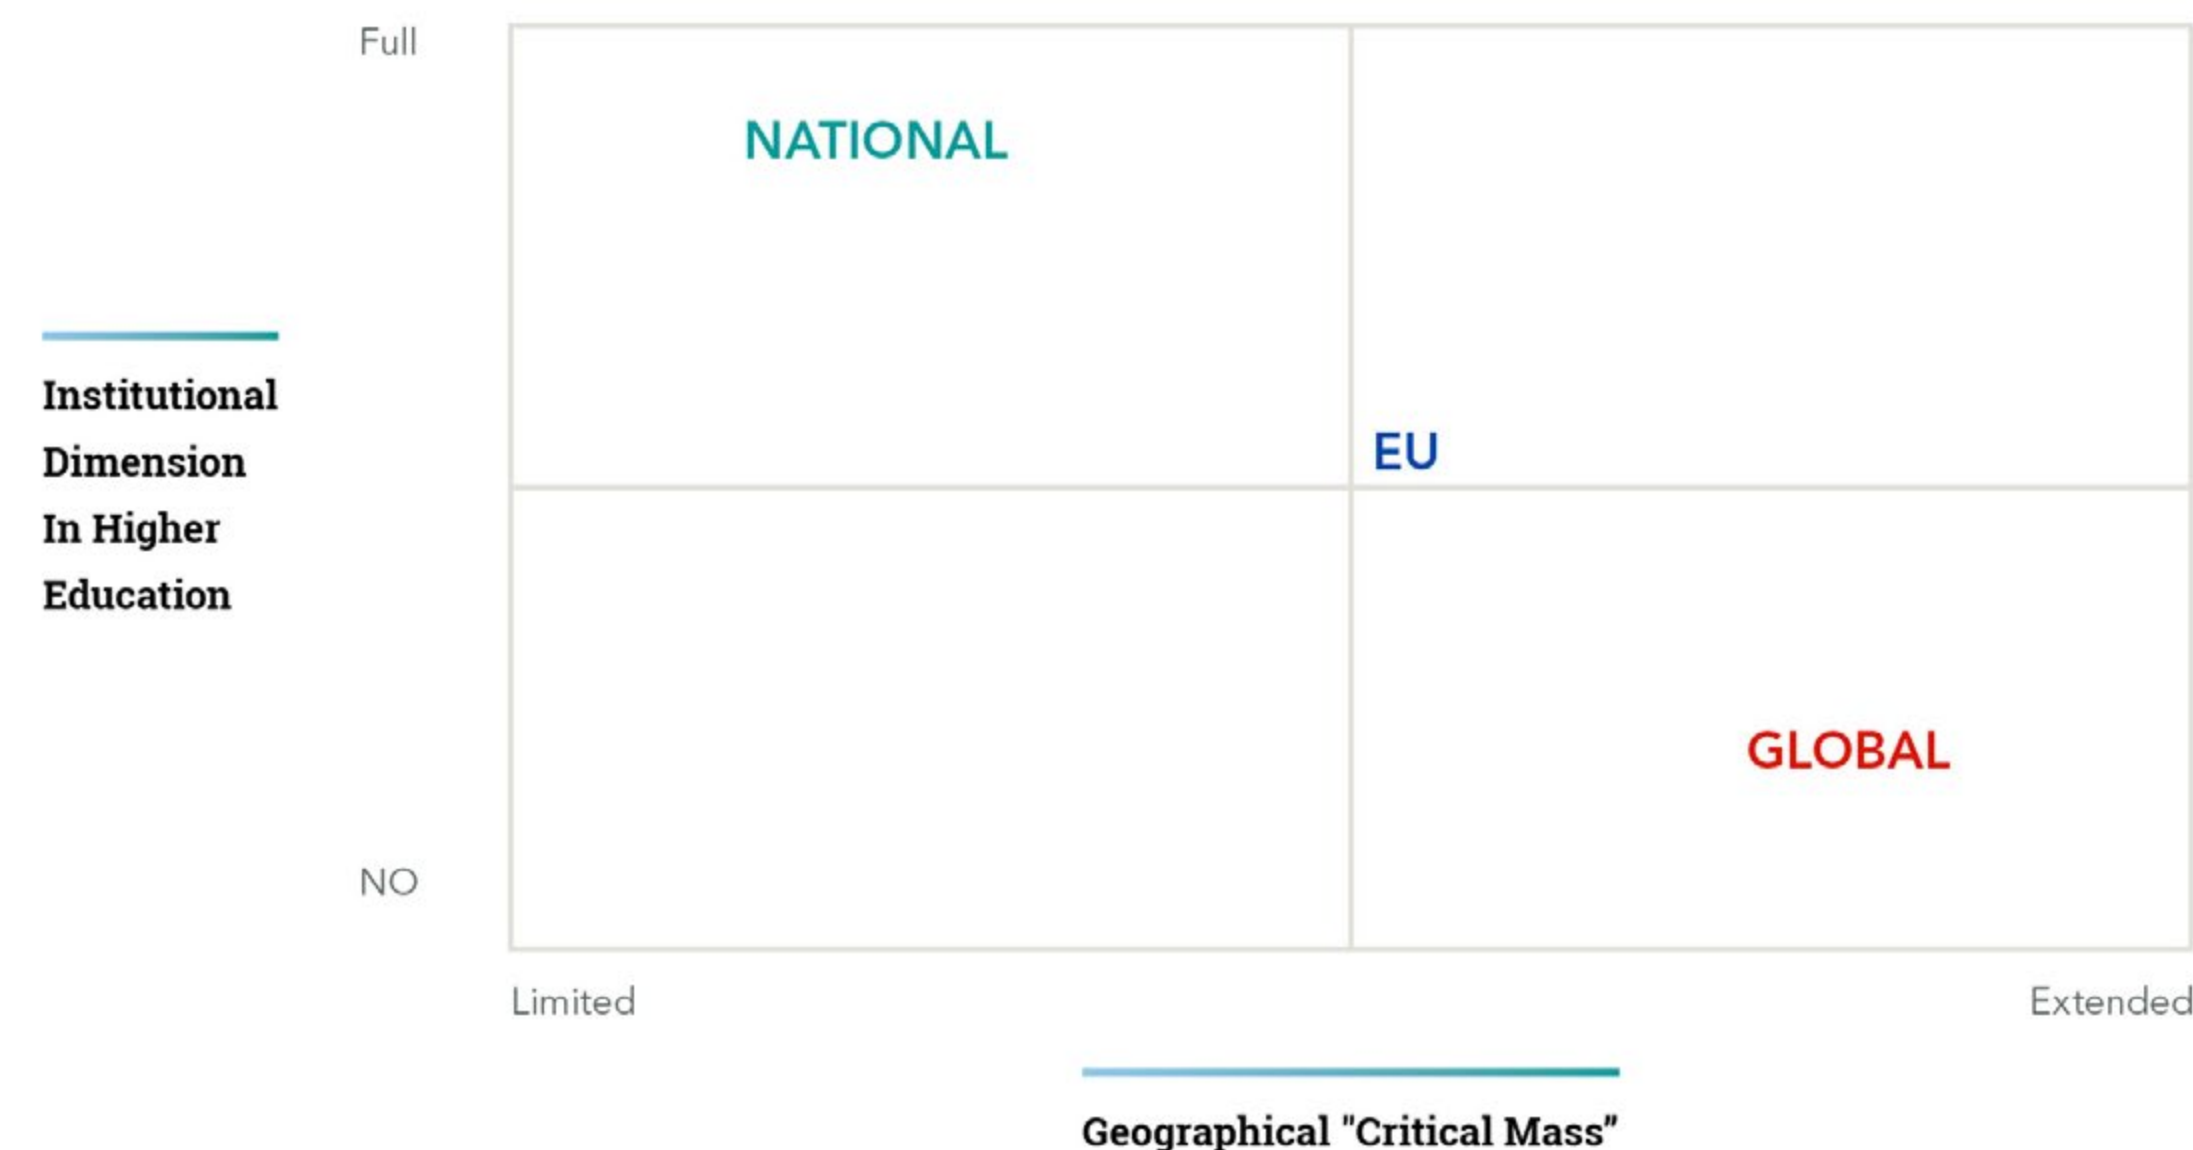 Full
NATIONAL
Institutional
Dimension
In Higher
Education
EU
GLOBAL
NO
Limited
Extended
Geographical "Critical Mass”